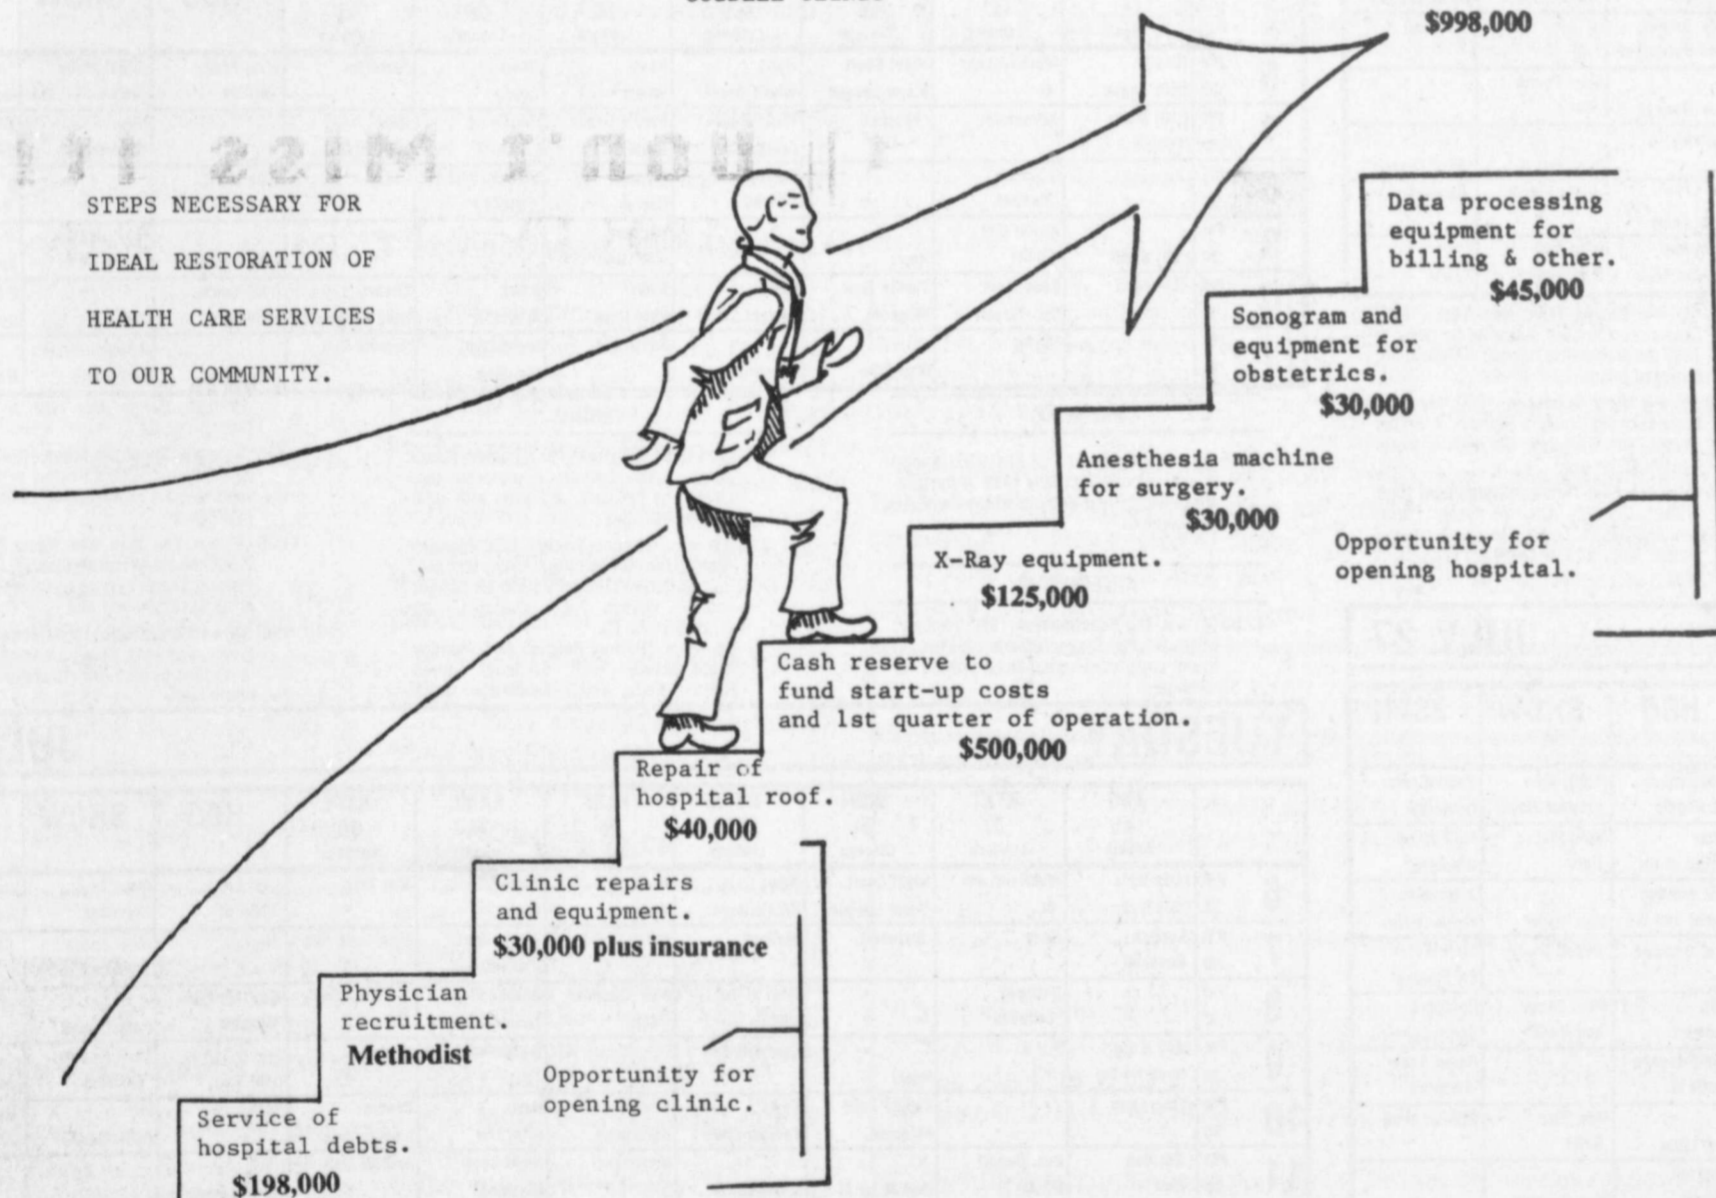 $998,000
STEPS NECESSARY FOR
IDEAL RESTORATION OF
HEALTH CARE SERVICES
TO OUR COMMUNITY.
Data processing
equipment for
billing & other.
$45,000
Sonogram and
equipment for
obstetrics.
$30,000
Anesthesia machine
for surgery.
$30,000
Opportunity for
opening hospital.
X-Ray equipment.
$125,000
Cash reserve to
fund start-up costs
and 1st quarter of operation.
$500,000
Repair of
hospital roof.
$40,000
Clinic repairs
and equipment.
$30,000 plus insurance
Physician
recruitment.
Methodist
Opportunity for
opening clinic.
Service of
hospital debts.
$198,000